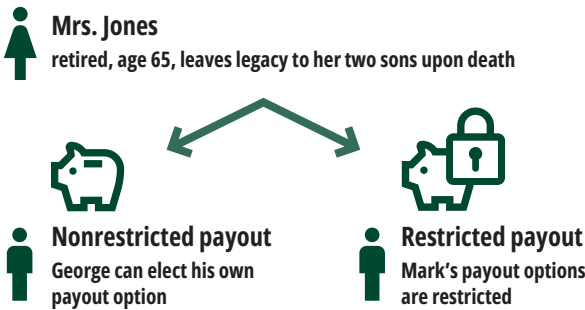 Mrs. Jones
retired, age 65, leaves legacy to her two sons upon death
Nonrestricted payout
George can elect his own
payout option
Restricted payout
Mark's payout options
are restricted